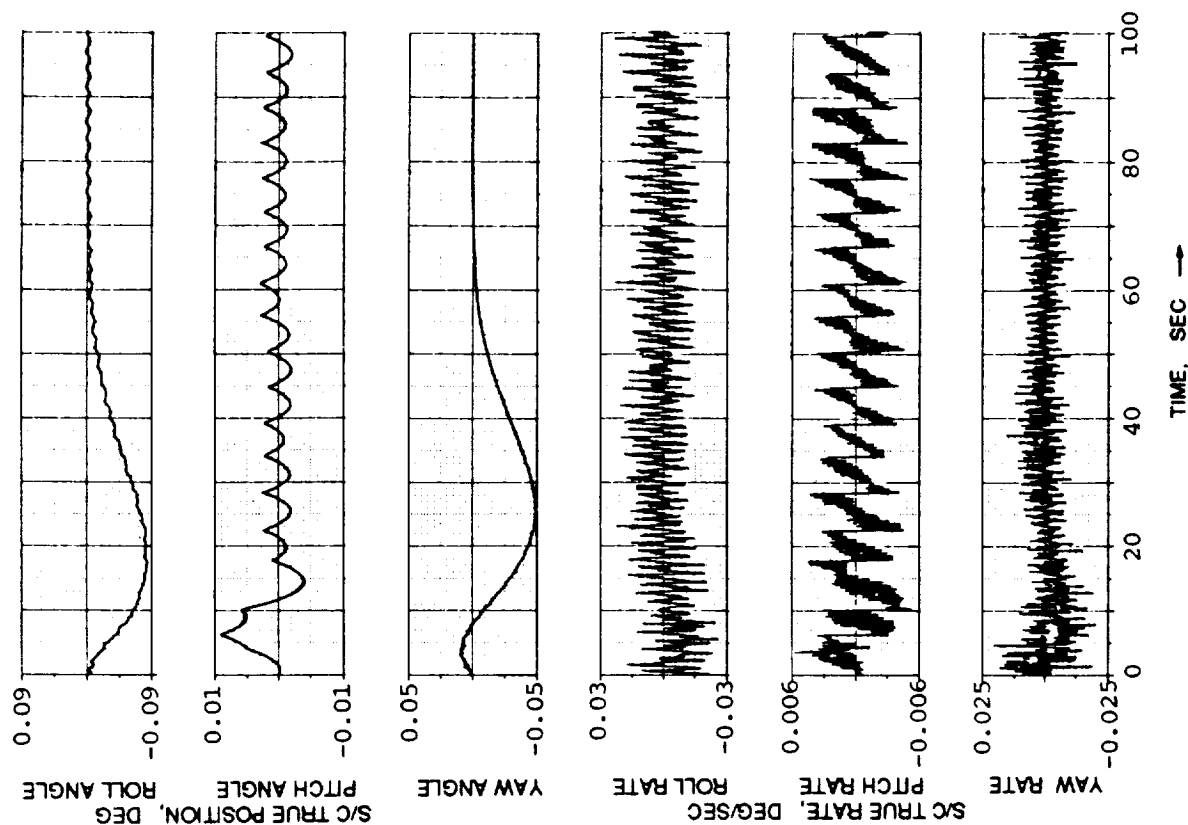 S/C TRUE POSITION, DEG
ROLL ANGLE
0.09
-0.09
PITCH ANGLE
0.01
-0.01
YAW ANGLE
0.05
-0.05
S/C TRUE RATE, DEG/SEC
ROLL RATE
0.03
-0.03
PITCH RATE
0.006
-0.006
YAW RATE
0.025
-0.025
0 20 40 60 80 100
TIME, SEC →